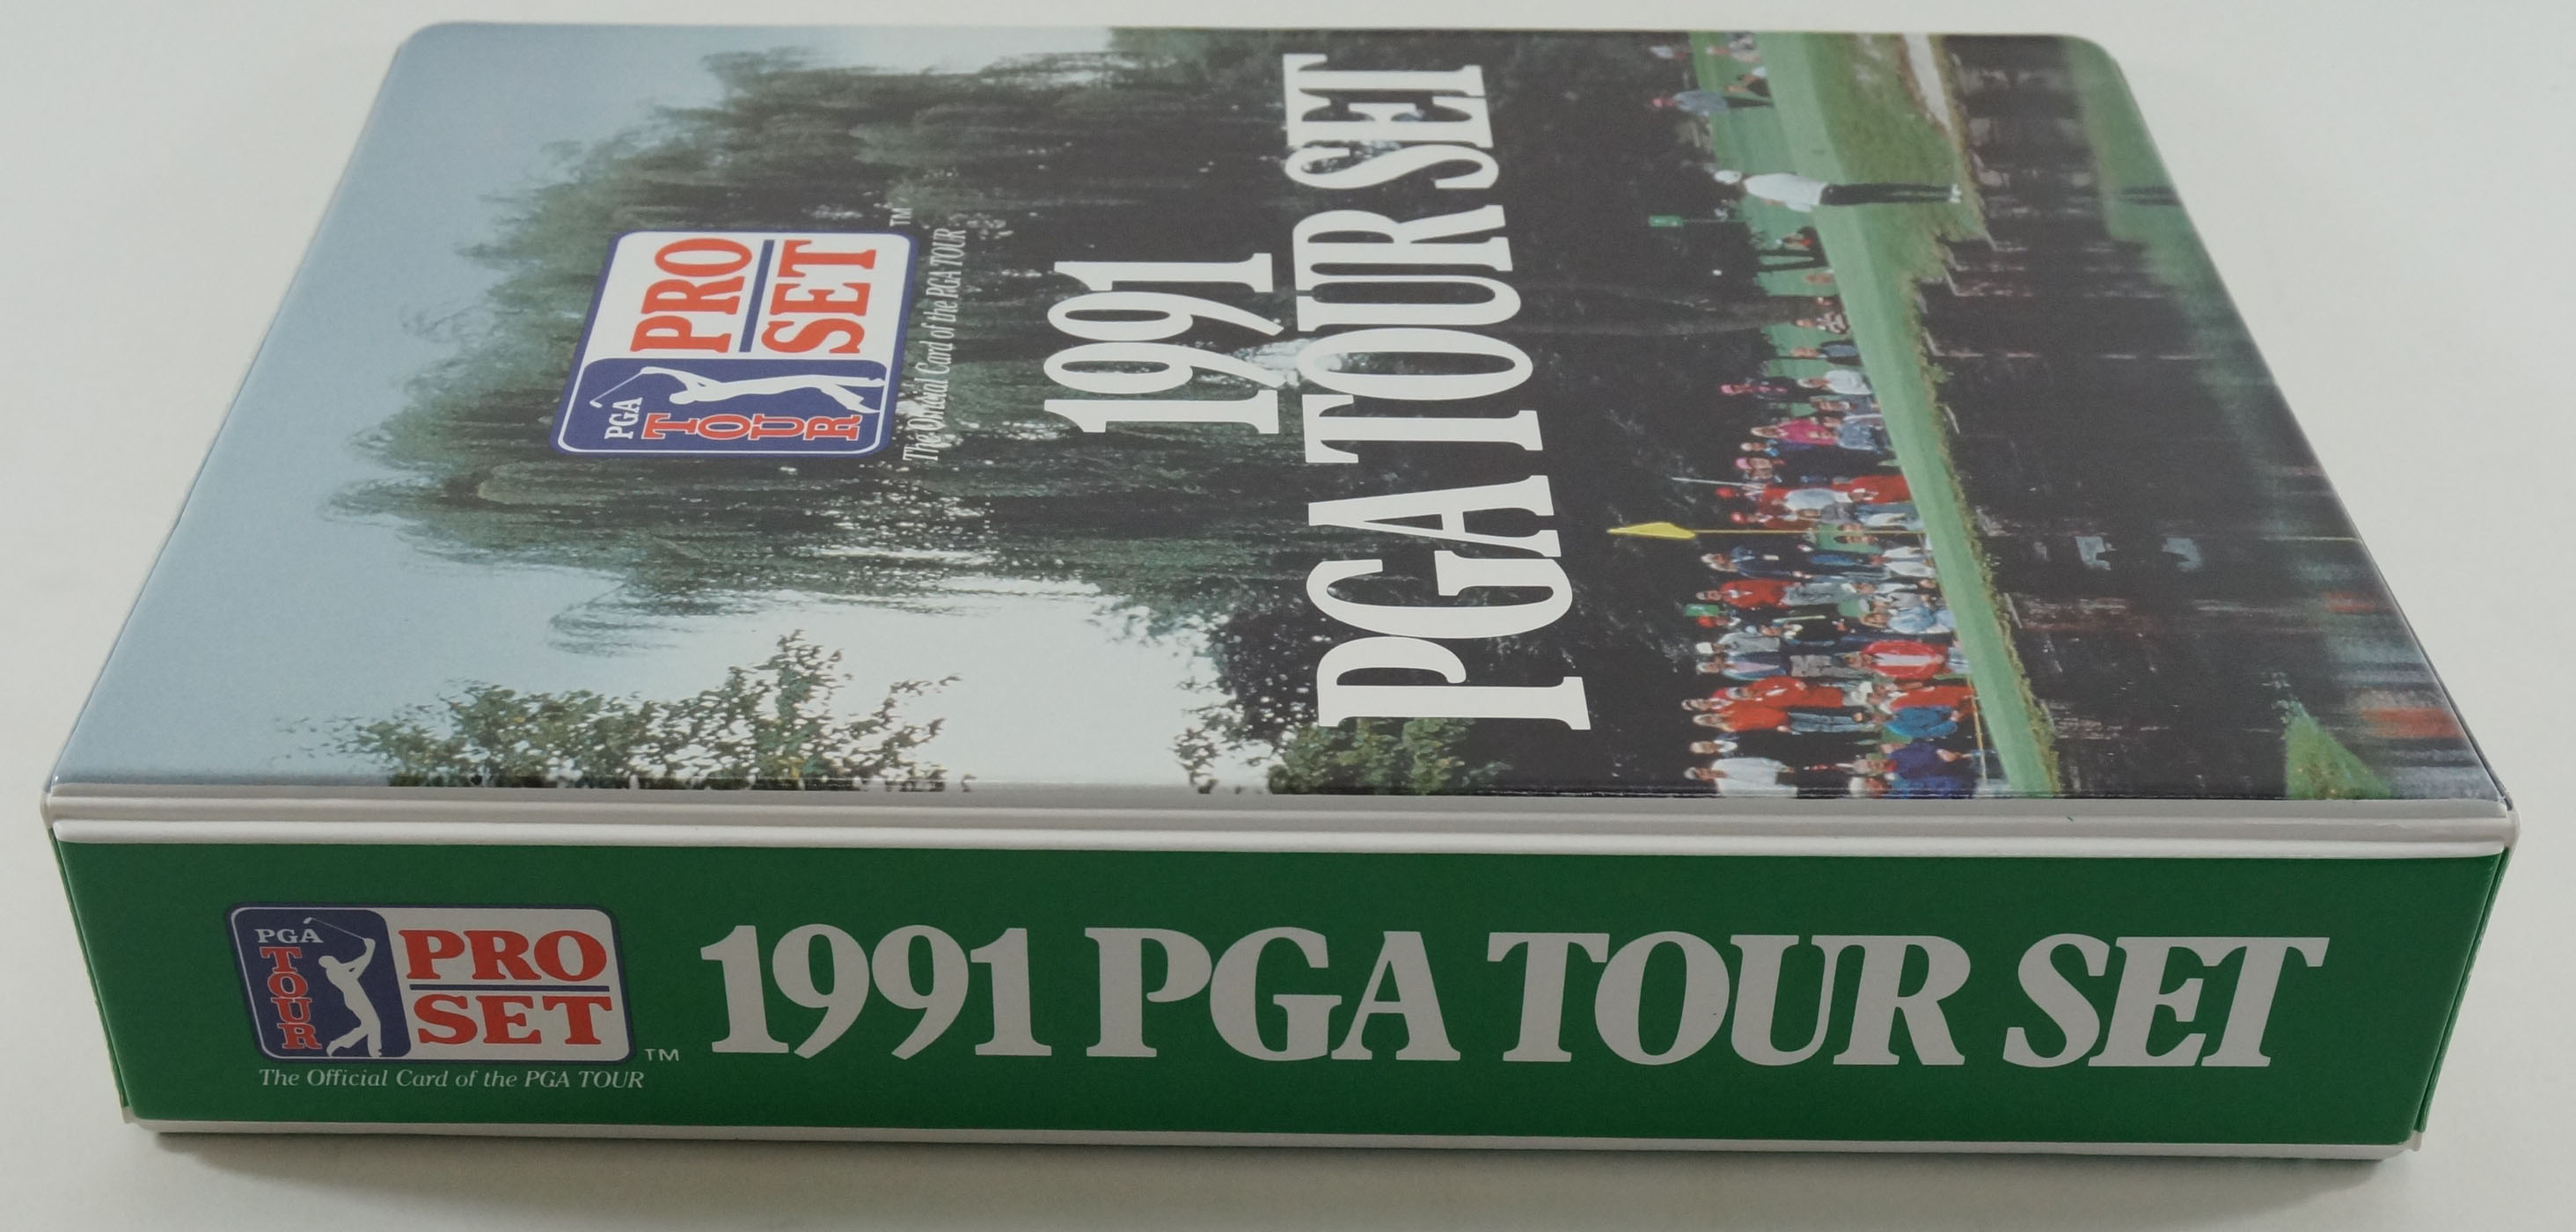 PGA
TOUR
PRO
SET
TM
The Official Card of the PGA TOUR
1991
PGA TOUR SET
PGA
TOUR
PRO
SET
TM
The Official Card of the PGA TOUR
1991 PGA TOUR SET